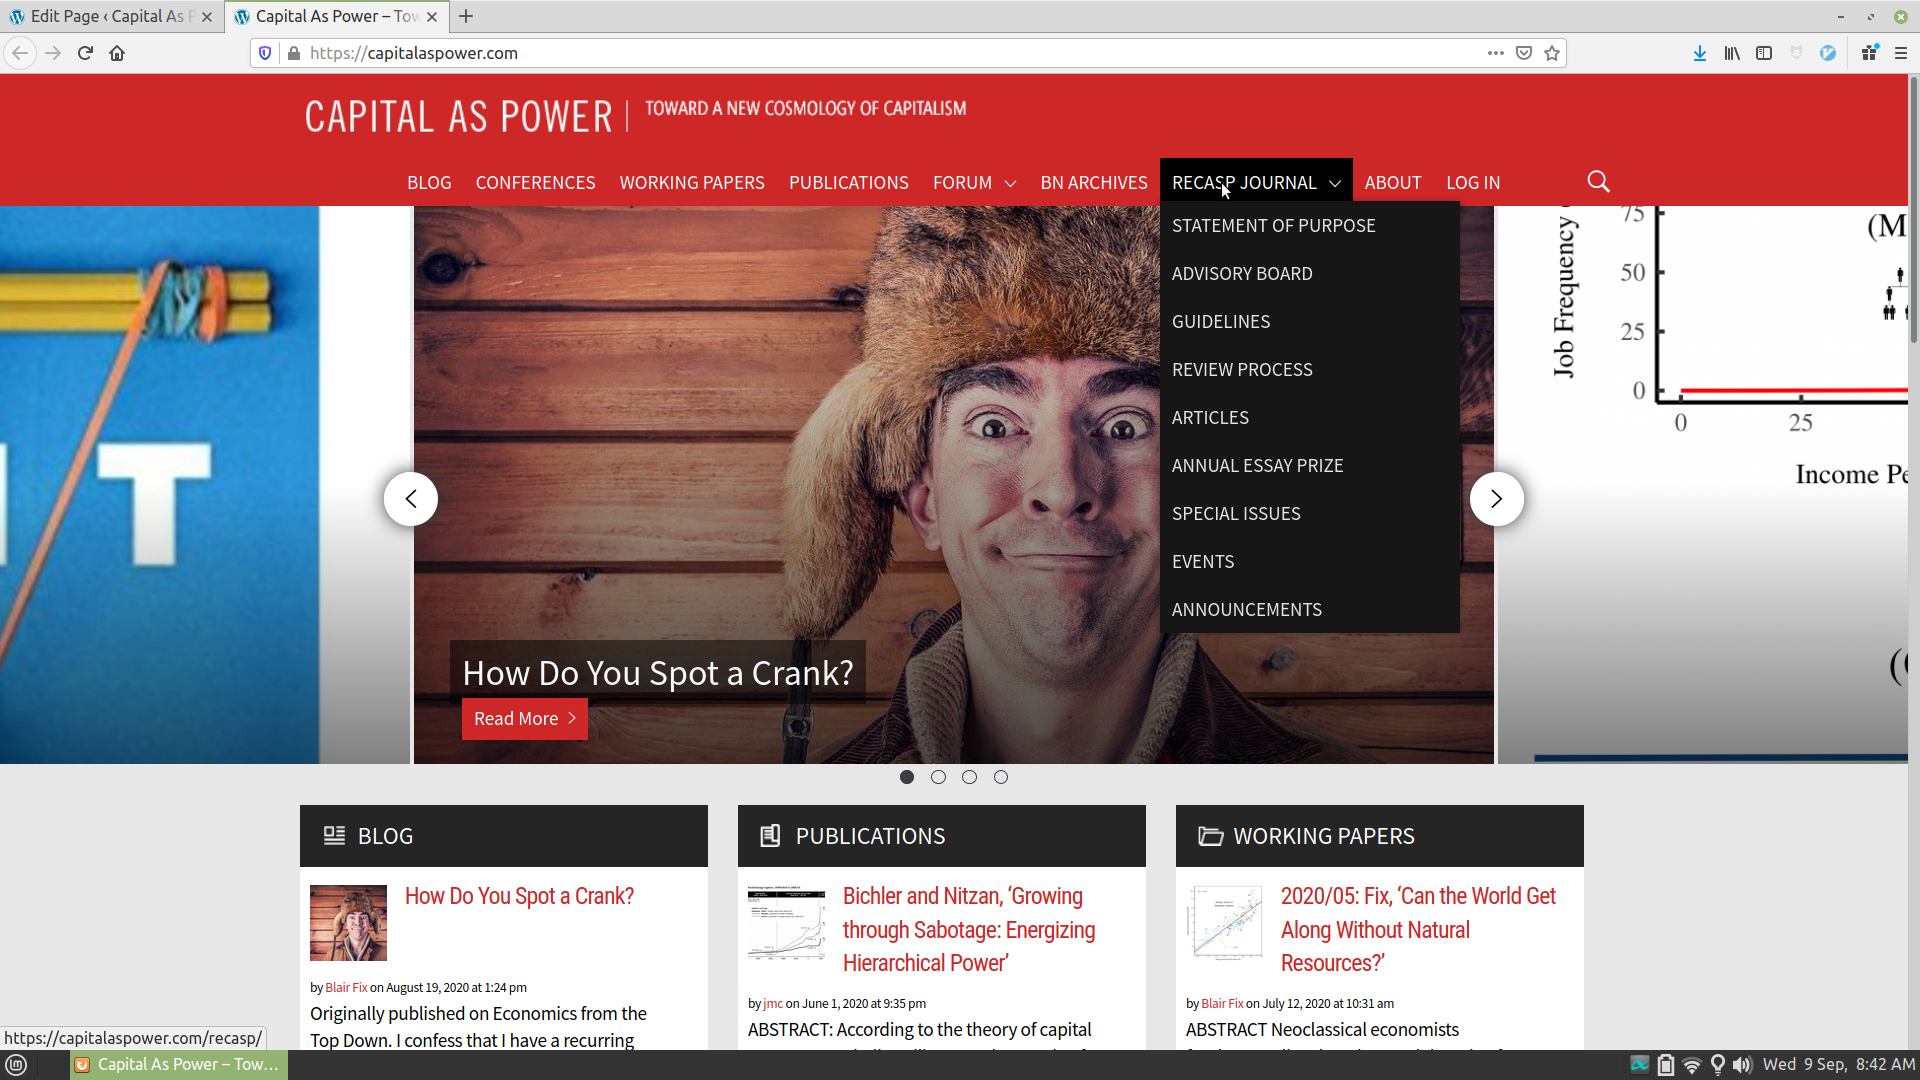 Edit Page ‹ Capital As P
Capital As Power – Tow
https://capitalaspower.com
CAPITAL AS POWER | TOWARD A NEW COSMOLOGY OF CAPITALISM
BLOG CONFERENCES WORKING PAPERS PUBLICATIONS FORUM BN ARCHIVES RECASP JOURNAL ABOUT LOG IN
STATEMENT OF PURPOSE
ADVISORY BOARD
GUIDELINES
REVIEW PROCESS
ARTICLES
ANNUAL ESSAY PRIZE
SPECIAL ISSUES
EVENTS
ANNOUNCEMENTS
T
How Do You Spot a Crank?
Read More
Job Frequency
75
50
25
0
0 25
(M
Income Pe
(C
BLOG
How Do You Spot a Crank?
by Blair Fix on August 19, 2020 at 1:24 pm
Originally published on Economics from the
Top Down. I confess that I have a recurring
PUBLICATIONS
Bichler and Nitzan, ‘Growing
through Sabotage: Energizing
Hierarchical Power’
by jmc on June 1, 2020 at 9:35 pm
ABSTRACT: According to the theory of capital
WORKING PAPERS
2020/05: Fix, ‘Can the World Get
Along Without Natural
Resources?’
by Blair Fix on July 12, 2020 at 10:31 am
ABSTRACT Neoclassical economists
https://capitalaspower.com/recasp/
Capital As Power – Tow…
Wed 9 Sep, 8:42 AM